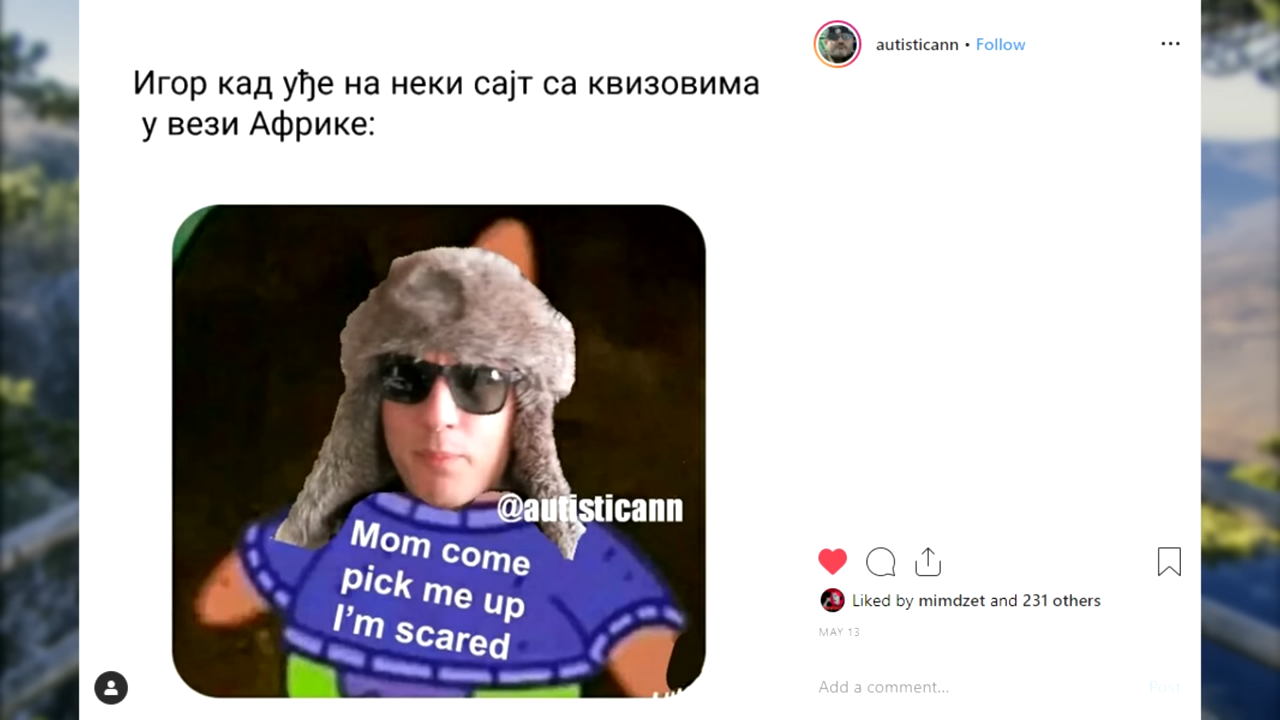 Игор кад уђе на неки сајт са квизовима
у вези Африке:
@autisticann
Mom come
pick me up
I'm scared
autisticann • Follow
Liked by mimdzet and 231 others
MAY 13
Add a comment...
Post